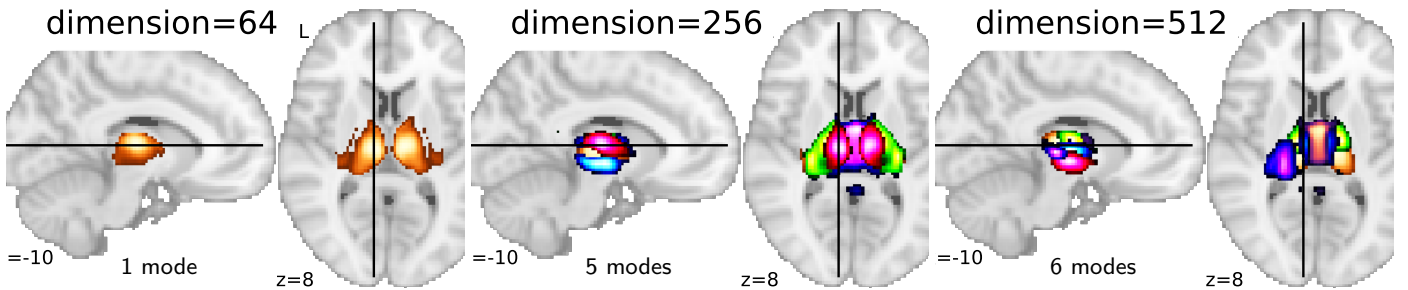 dimension=64
L
=-10
1 mode
z=8
dimension=256
=-10
5 modes
z=8
dimension=512
=-10
6 modes
z=8